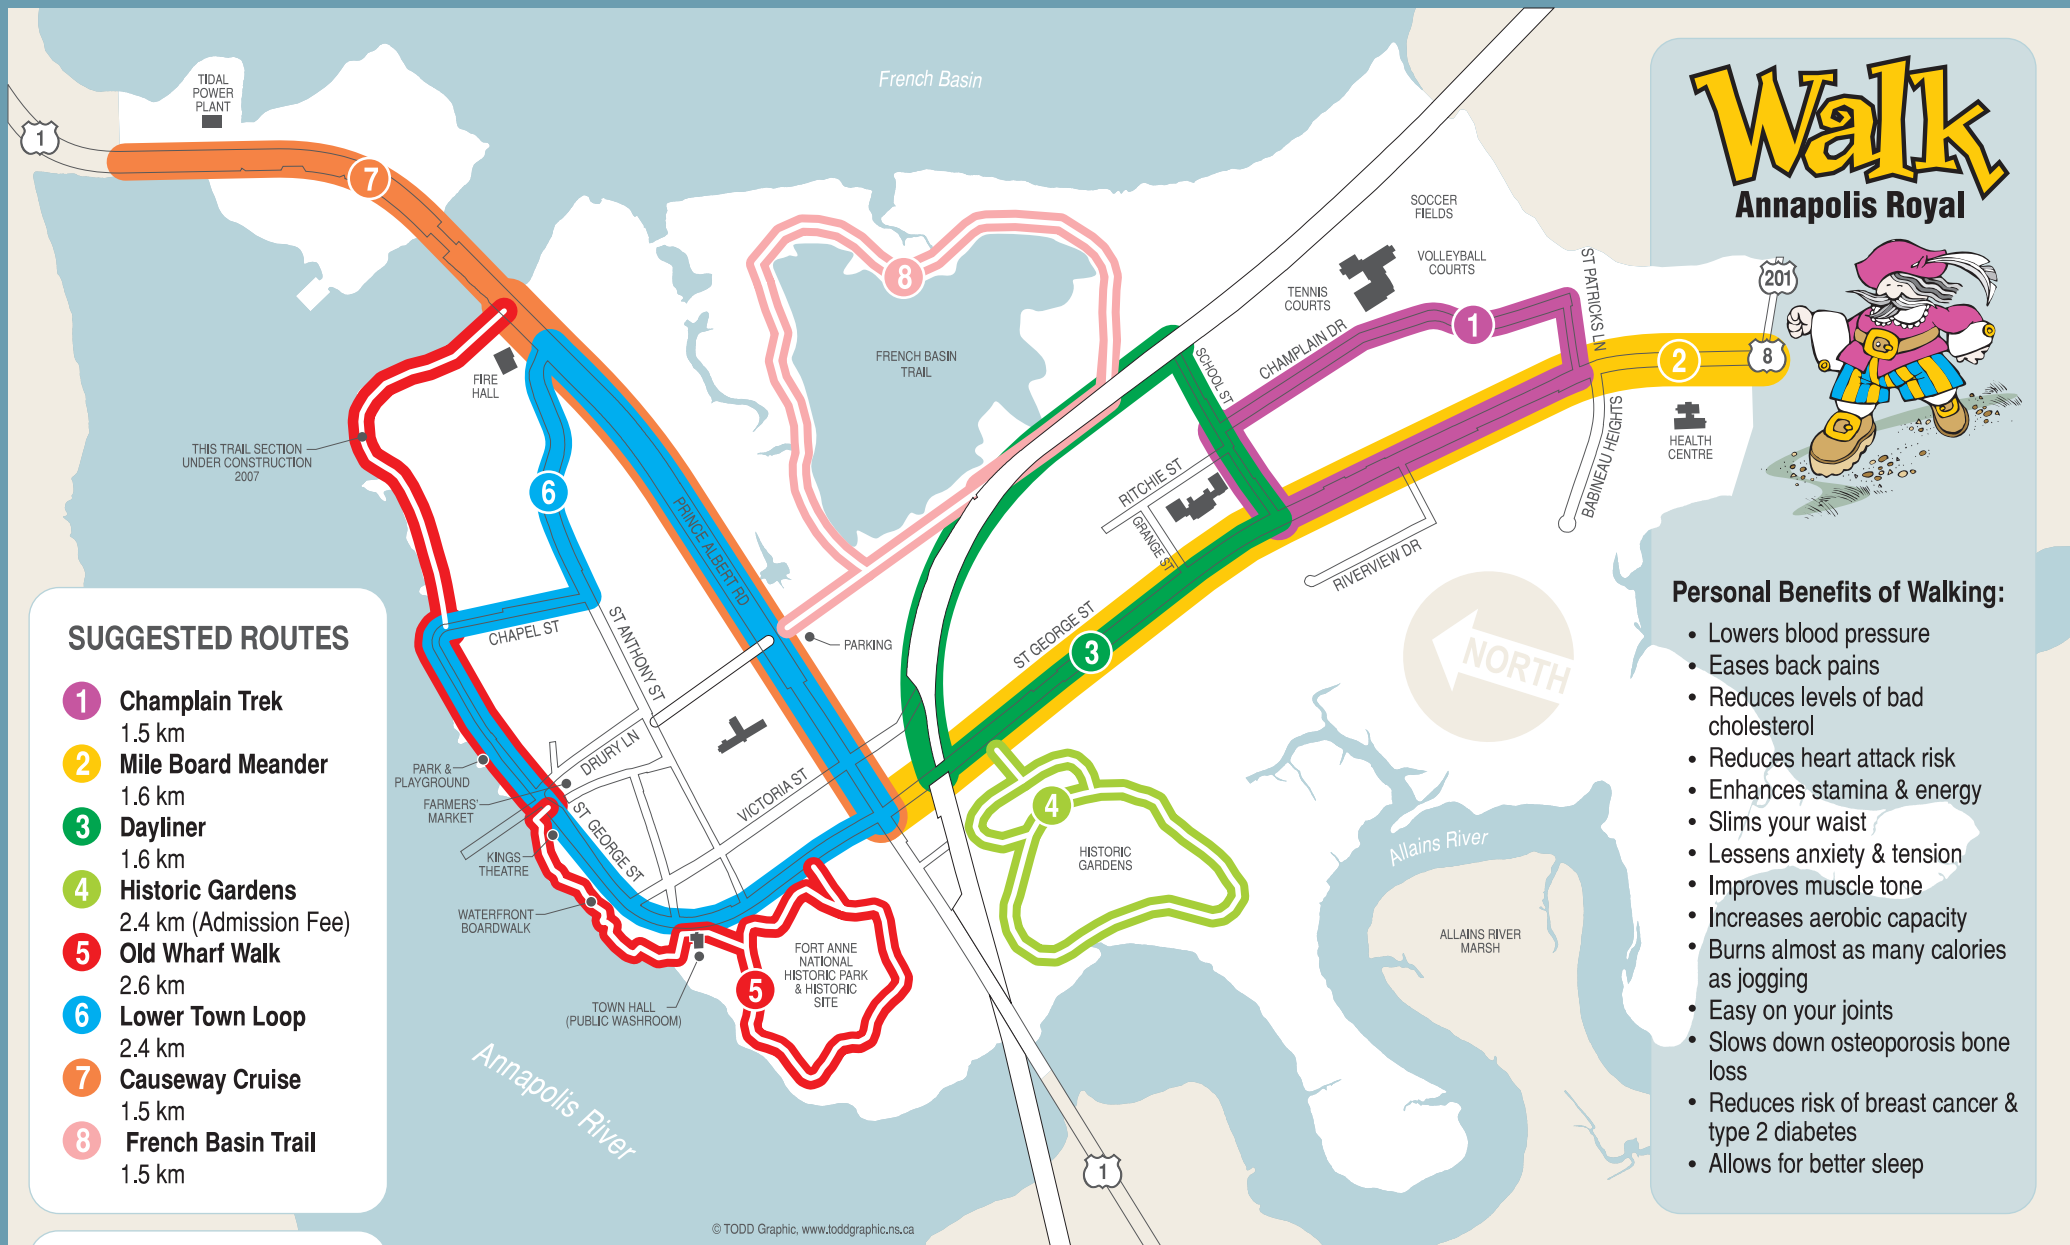 Walk
Annapolis Royal
TIDAL
POWER
PLANT
1
7
French Basin
SOCCER
FIELDS
VOLLEYBALL
COURTS
TENNIS
COURTS
ST PATRICKS LN
201
8
8
FRENCH BASIN
TRAIL
SCHOOL ST
CHAMPLAIN DR
1
2
FIRE
HALL
THIS TRAIL SECTION
UNDER CONSTRUCTION
2007
6
PRINCE ALBERT RD
RITCHIE ST
GRANGE ST
RIVERVIEW DR
BABINEAU HEIGHTS
HEALTH
CENTRE
CHAPEL ST
ST ANTHONY ST
PARKING
ST GEORGE ST
3
NORTH
PARK &
PLAYGROUND
FARMERS'
MARKET
DRURY LN
VICTORIA ST
KINGS
THEATRE
ST GEORGE ST
4
HISTORIC
GARDENS
Allains River
WATERFRONT
BOARDWALK
ALLAINS RIVER
MARSH
FORT ANNE
NATIONAL
HISTORIC PARK
& HISTORIC
SITE
5
TOWN HALL
(PUBLIC WASHROOM)
Annapolis River
1
© TODD Graphic, www.toddgraphic.ns.ca
SUGGESTED ROUTES
1 Champlain Trek
1.5 km
2 Mile Board Meander
1.6 km
3 Dayliner
1.6 km
4 Historic Gardens
2.4 km (Admission Fee)
5 Old Wharf Walk
2.6 km
6 Lower Town Loop
2.4 km
7 Causeway Cruise
1.5 km
8 French Basin Trail
1.5 km
Personal Benefits of Walking:
• Lowers blood pressure
• Eases back pains
• Reduces levels of bad
cholesterol
• Reduces heart attack risk
• Enhances stamina & energy
• Slims your waist
• Lessens anxiety & tension
• Improves muscle tone
• Increases aerobic capacity
• Burns almost as many calories
as jogging
• Easy on your joints
• Slows down osteoporosis bone
loss
• Reduces risk of breast cancer &
type 2 diabetes
• Allows for better sleep